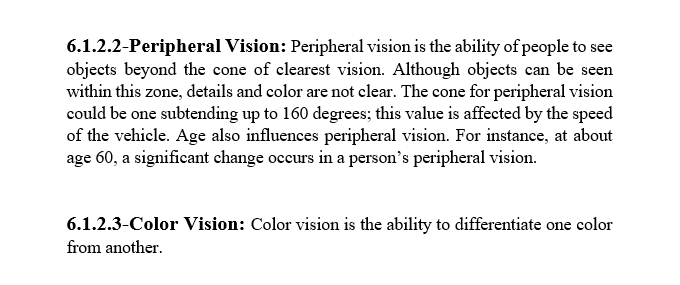 6.1.2.2-Peripheral Vision: Peripheral vision is the ability of people to see
objects beyond the cone of clearest vision. Although objects can be seen
within this zone, details and color are not clear. The cone for peripheral vision
could be one subtending up to 160 degrees; this value is affected by the speed
of the vehicle. Age also influences peripheral vision. For instance, at about
age 60, a significant change occurs in a person’s peripheral vision.
6.1.2.3-Color Vision: Color vision is the ability to differentiate one color
from another.